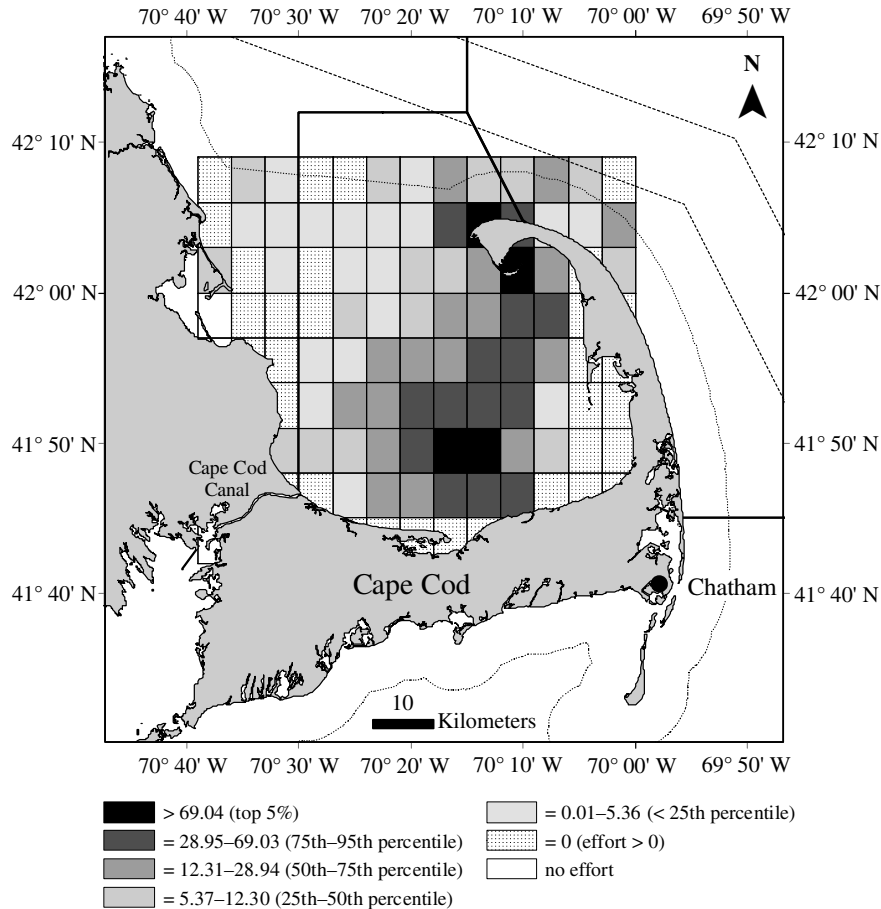 70° 40' W 70° 30' W 70° 20' W 70° 10' W 70° 00' W 69° 50' W
N
42° 10' N 42° 10' N
42° 00' N 42° 00' N
41° 50' N 41° 50' N
Cape Cod
Canal
41° 40' N Cape Cod Chatham 41° 40' N
10
Kilometers
70° 40' W 70° 30' W 70° 20' W 70° 10' W 70° 00' W 69° 50' W
> 69.04 (top 5%)
= 28.95–69.03 (75th–95th percentile)
= 12.31–28.94 (50th–75th percentile)
= 5.37–12.30 (25th–50th percentile)
= 0.01–5.36 (< 25th percentile)
= 0 (effort > 0)
no effort